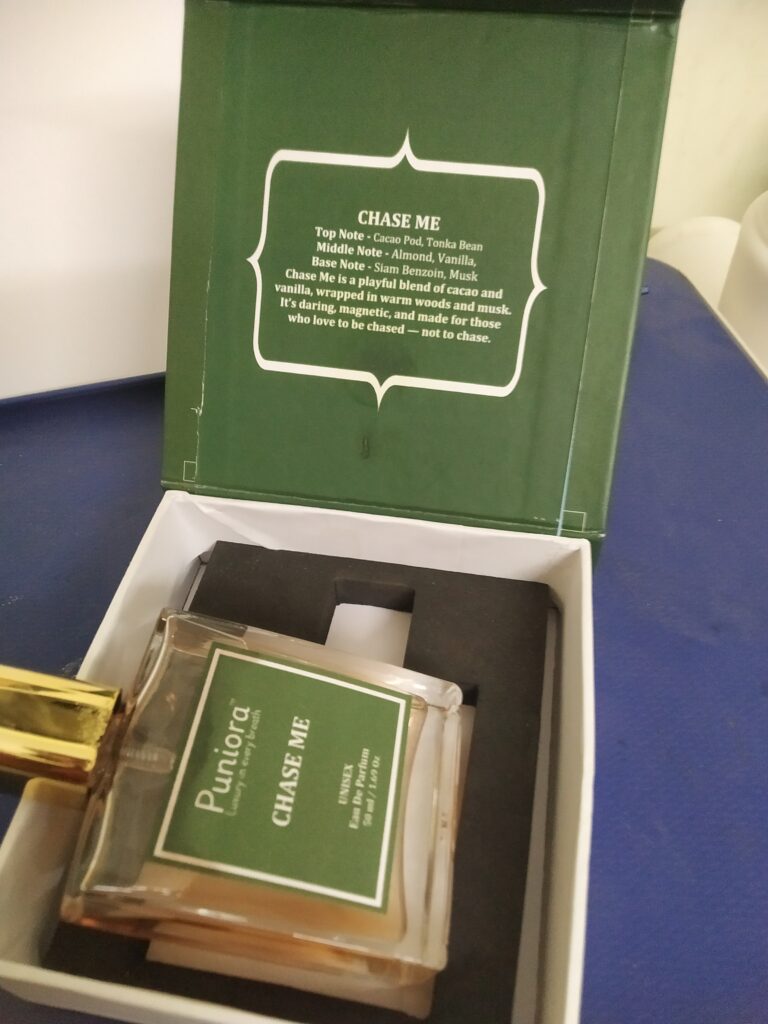 CHASE ME
Top Note - Cacao Pod, Tonka Bean
Middle Note - Almond, Vanilla,
Base Note - Siam Benzoin, Musk
Chase Me is a playful blend of cacao and
vanilla, wrapped in warm woods and musk.
It's daring, magnetic, and made for those
who love to be chased — not to chase.
Puniora™
Luxury in every breath
CHASE ME
UNISEX
Eau De Parfum
50 ml / 1.69 Oz